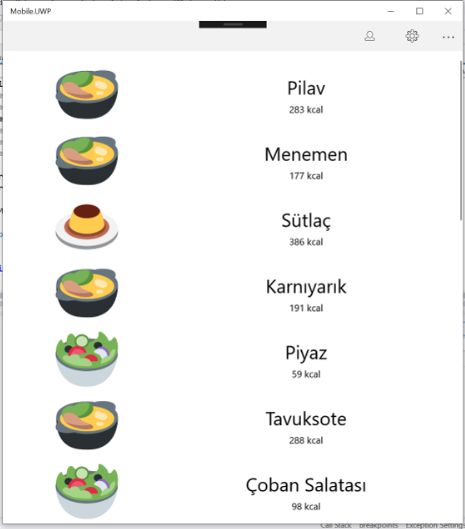 Mobile.UWP
Pilav
283 kcal
Menemen
177 kcal
Sütlaç
386 kcal
Karnıyarık
191 kcal
Piyaz
59 kcal
Tavuksote
288 kcal
Çoban Salatası
98 kcal
Call Stack Breakpoints Exception Setting